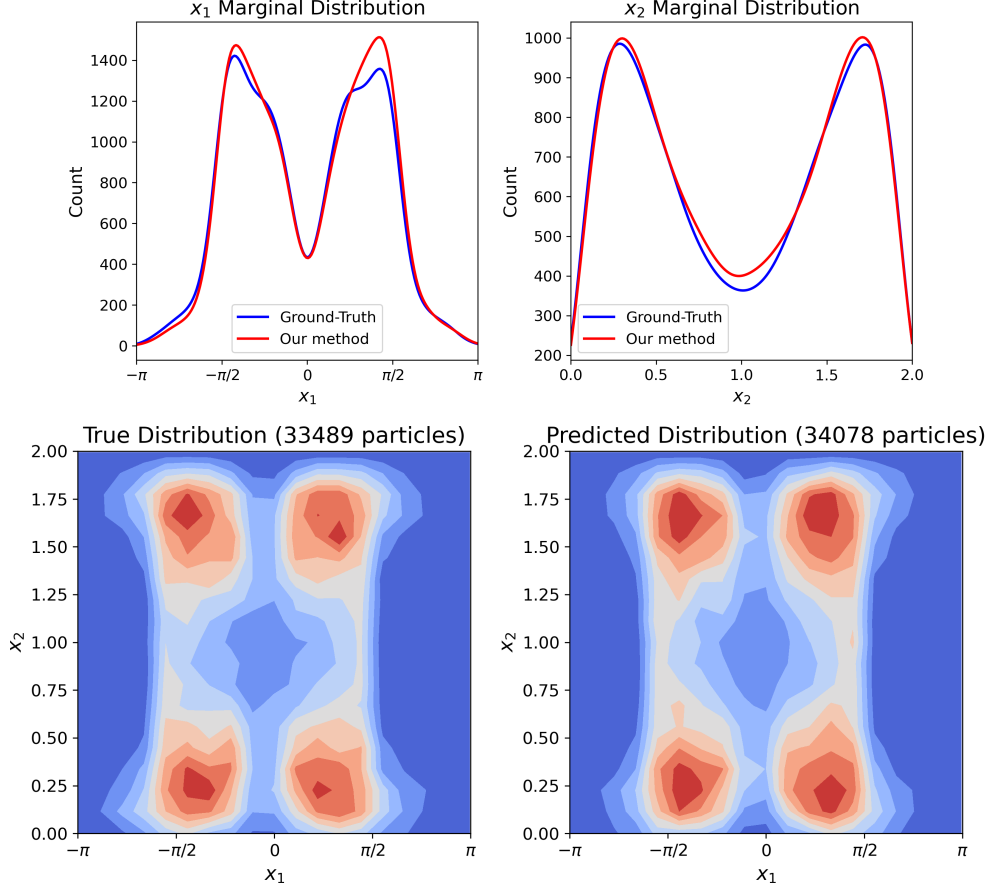 x₁ Marginal Distribution
Count
1400
1200
1000
800
600
400
200
0
Ground-Truth
Our method
−π
−π/2
0
π/2
π
x₁
x₂ Marginal Distribution
Count
1000
900
800
700
600
500
400
300
200
Ground-Truth
Our method
0.0
0.5
1.0
1.5
2.0
x₂
True Distribution (33489 particles)
x₂
2.00
1.75
1.50
1.25
1.00
0.75
0.50
0.25
0.00
−π
−π/2
0
π/2
π
x₁
Predicted Distribution (34078 particles)
x₂
2.00
1.75
1.50
1.25
1.00
0.75
0.50
0.25
0.00
−π
−π/2
0
π/2
π
x₁